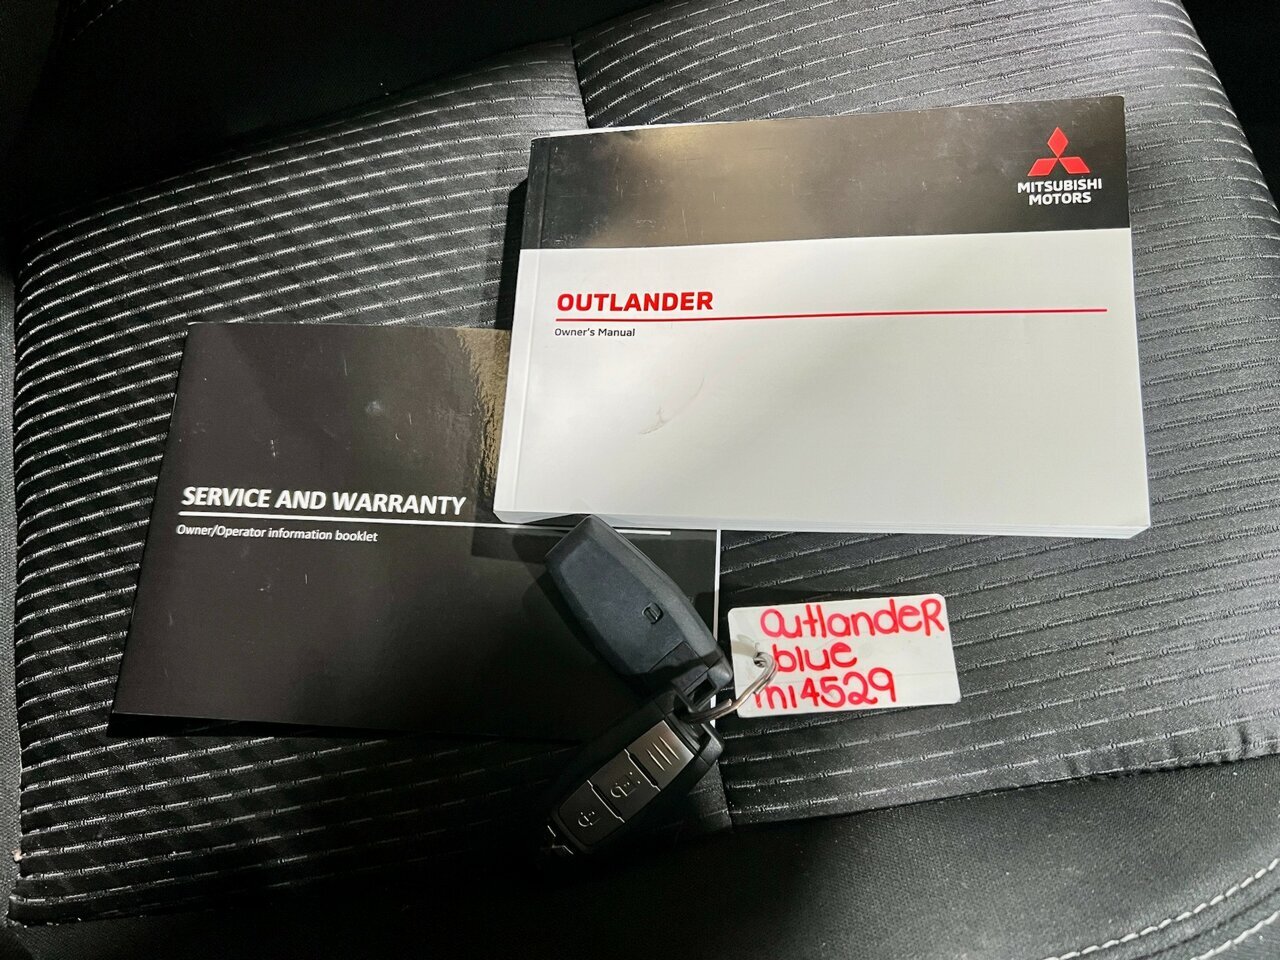 MITSUBISHI
MOTORS
OUTLANDER
Owner's Manual
SERVICE AND WARRANTY
Owner/Operator information booklet
OutlandeR
blue
m14529